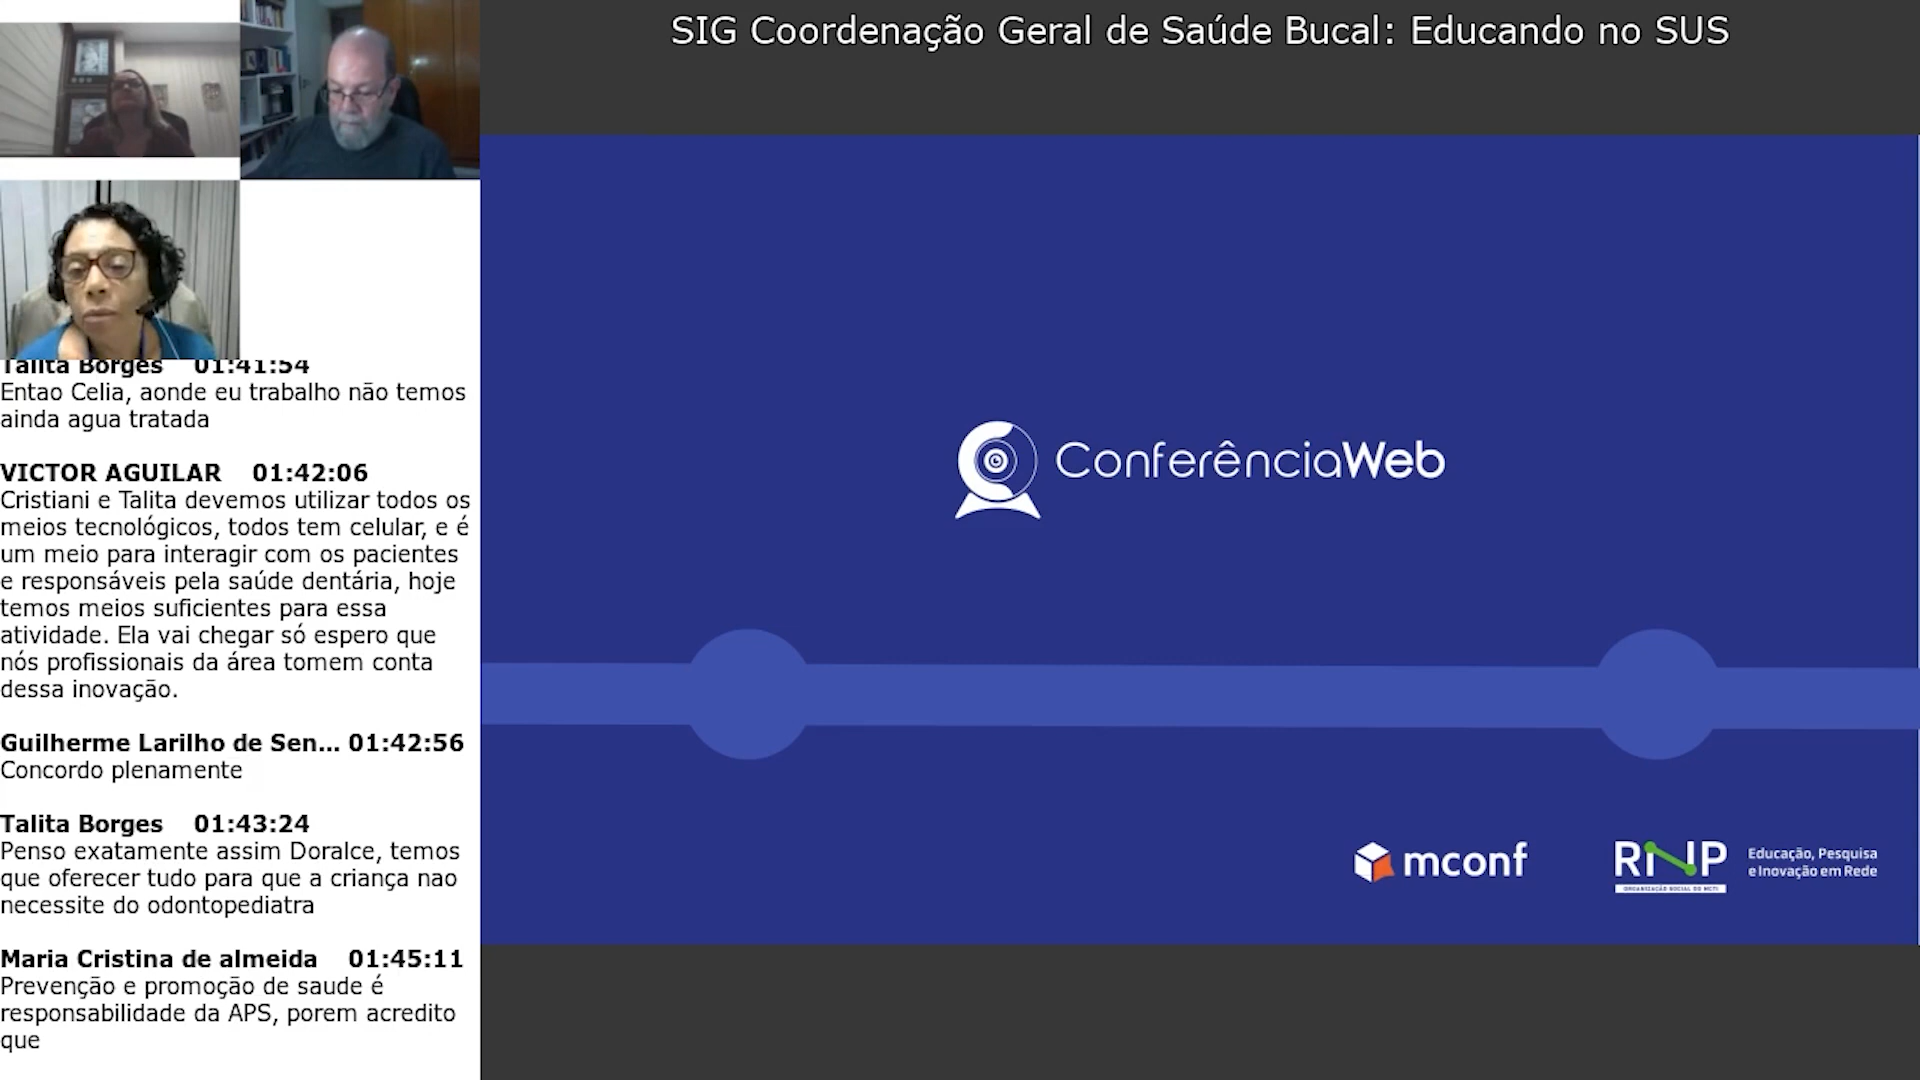 SIG Coordenação Geral de Saúde Bucal: Educando no SUS
Talita Borges 01:41:54
Entao Celia, aonde eu trabalho não temos
ainda agua tratada
VICTOR AGUILAR 01:42:06
Cristiani e Talita devemos utilizar todos os
meios tecnológicos, todos tem celular, e é
um meio para interagir com os pacientes
e responsáveis pela saúde dentária, hoje
temos meios suficientes para essa
atividade. Ela vai chegar só espero que
nós profissionais da área tomem conta
dessa inovação.
Guilherme Larilho de Sen... 01:42:56
Concordo plenamente
Talita Borges 01:43:24
Penso exatamente assim Doralce, temos
que oferecer tudo para que a criança nao
necessite do odontopediatra
Maria Cristina de almeida 01:45:11
Prevenção e promoção de saude é
responsabilidade da APS, porem acredito
que
ConferênciaWeb
mconf
RNP
ORGANIZAÇÃO SOCIAL DO MCTI
Educação, Pesquisa
e Inovação em Rede